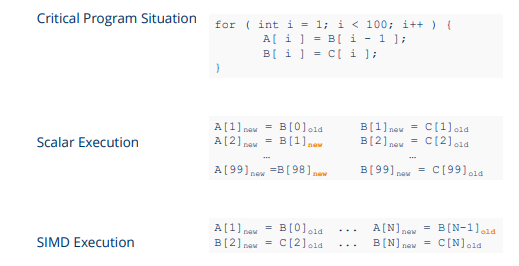 Critical Program Situation
for ( int i = 1; i < 100; i++ ) {
A[ i ] = B[ i - 1 ];
B[ i ] = C[ i ];
}
Scalar Execution
A[1]new = B[0]old B[1]new = C[1]old
A[2]new = B[1]new B[2]new = C[2]old
… …
A[99]new =B[98]new B[99]new = C[99]old
SIMD Execution
A[1]new = B[0]old ... A[N]new = B[N-1]old
B[2]new = C[2]old ... B[N]new = C[N]old